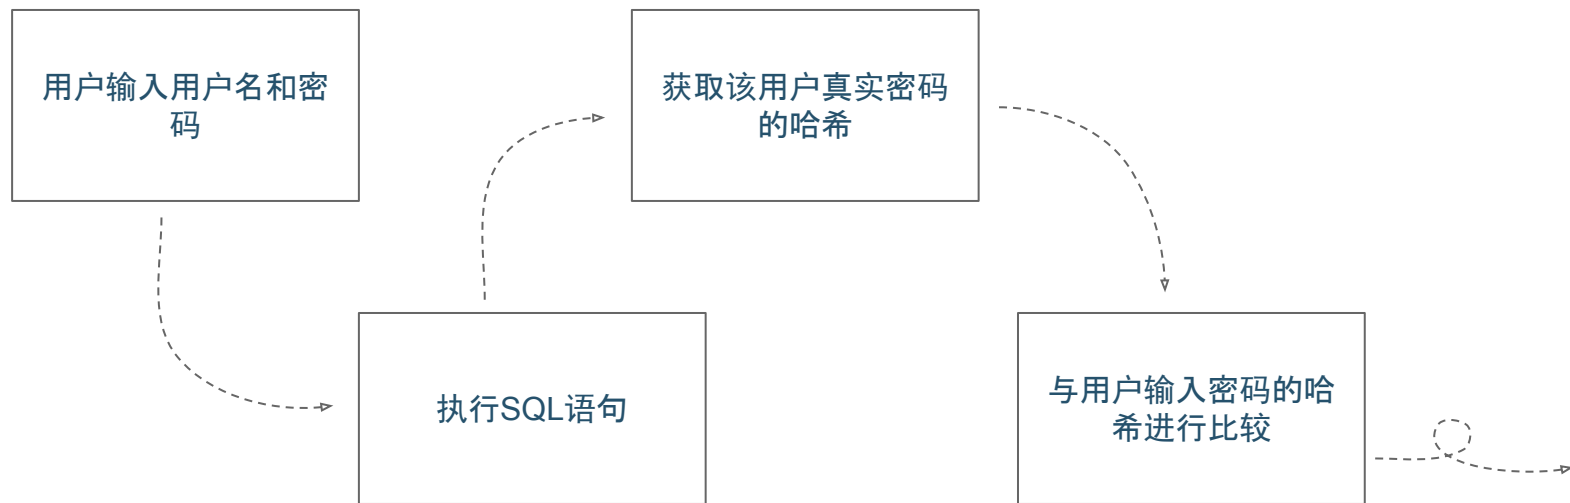 用户输入用户名和密
码
获取该用户真实密码
的哈希
执行SQL语句
与用户输入密码的哈
希进行比较